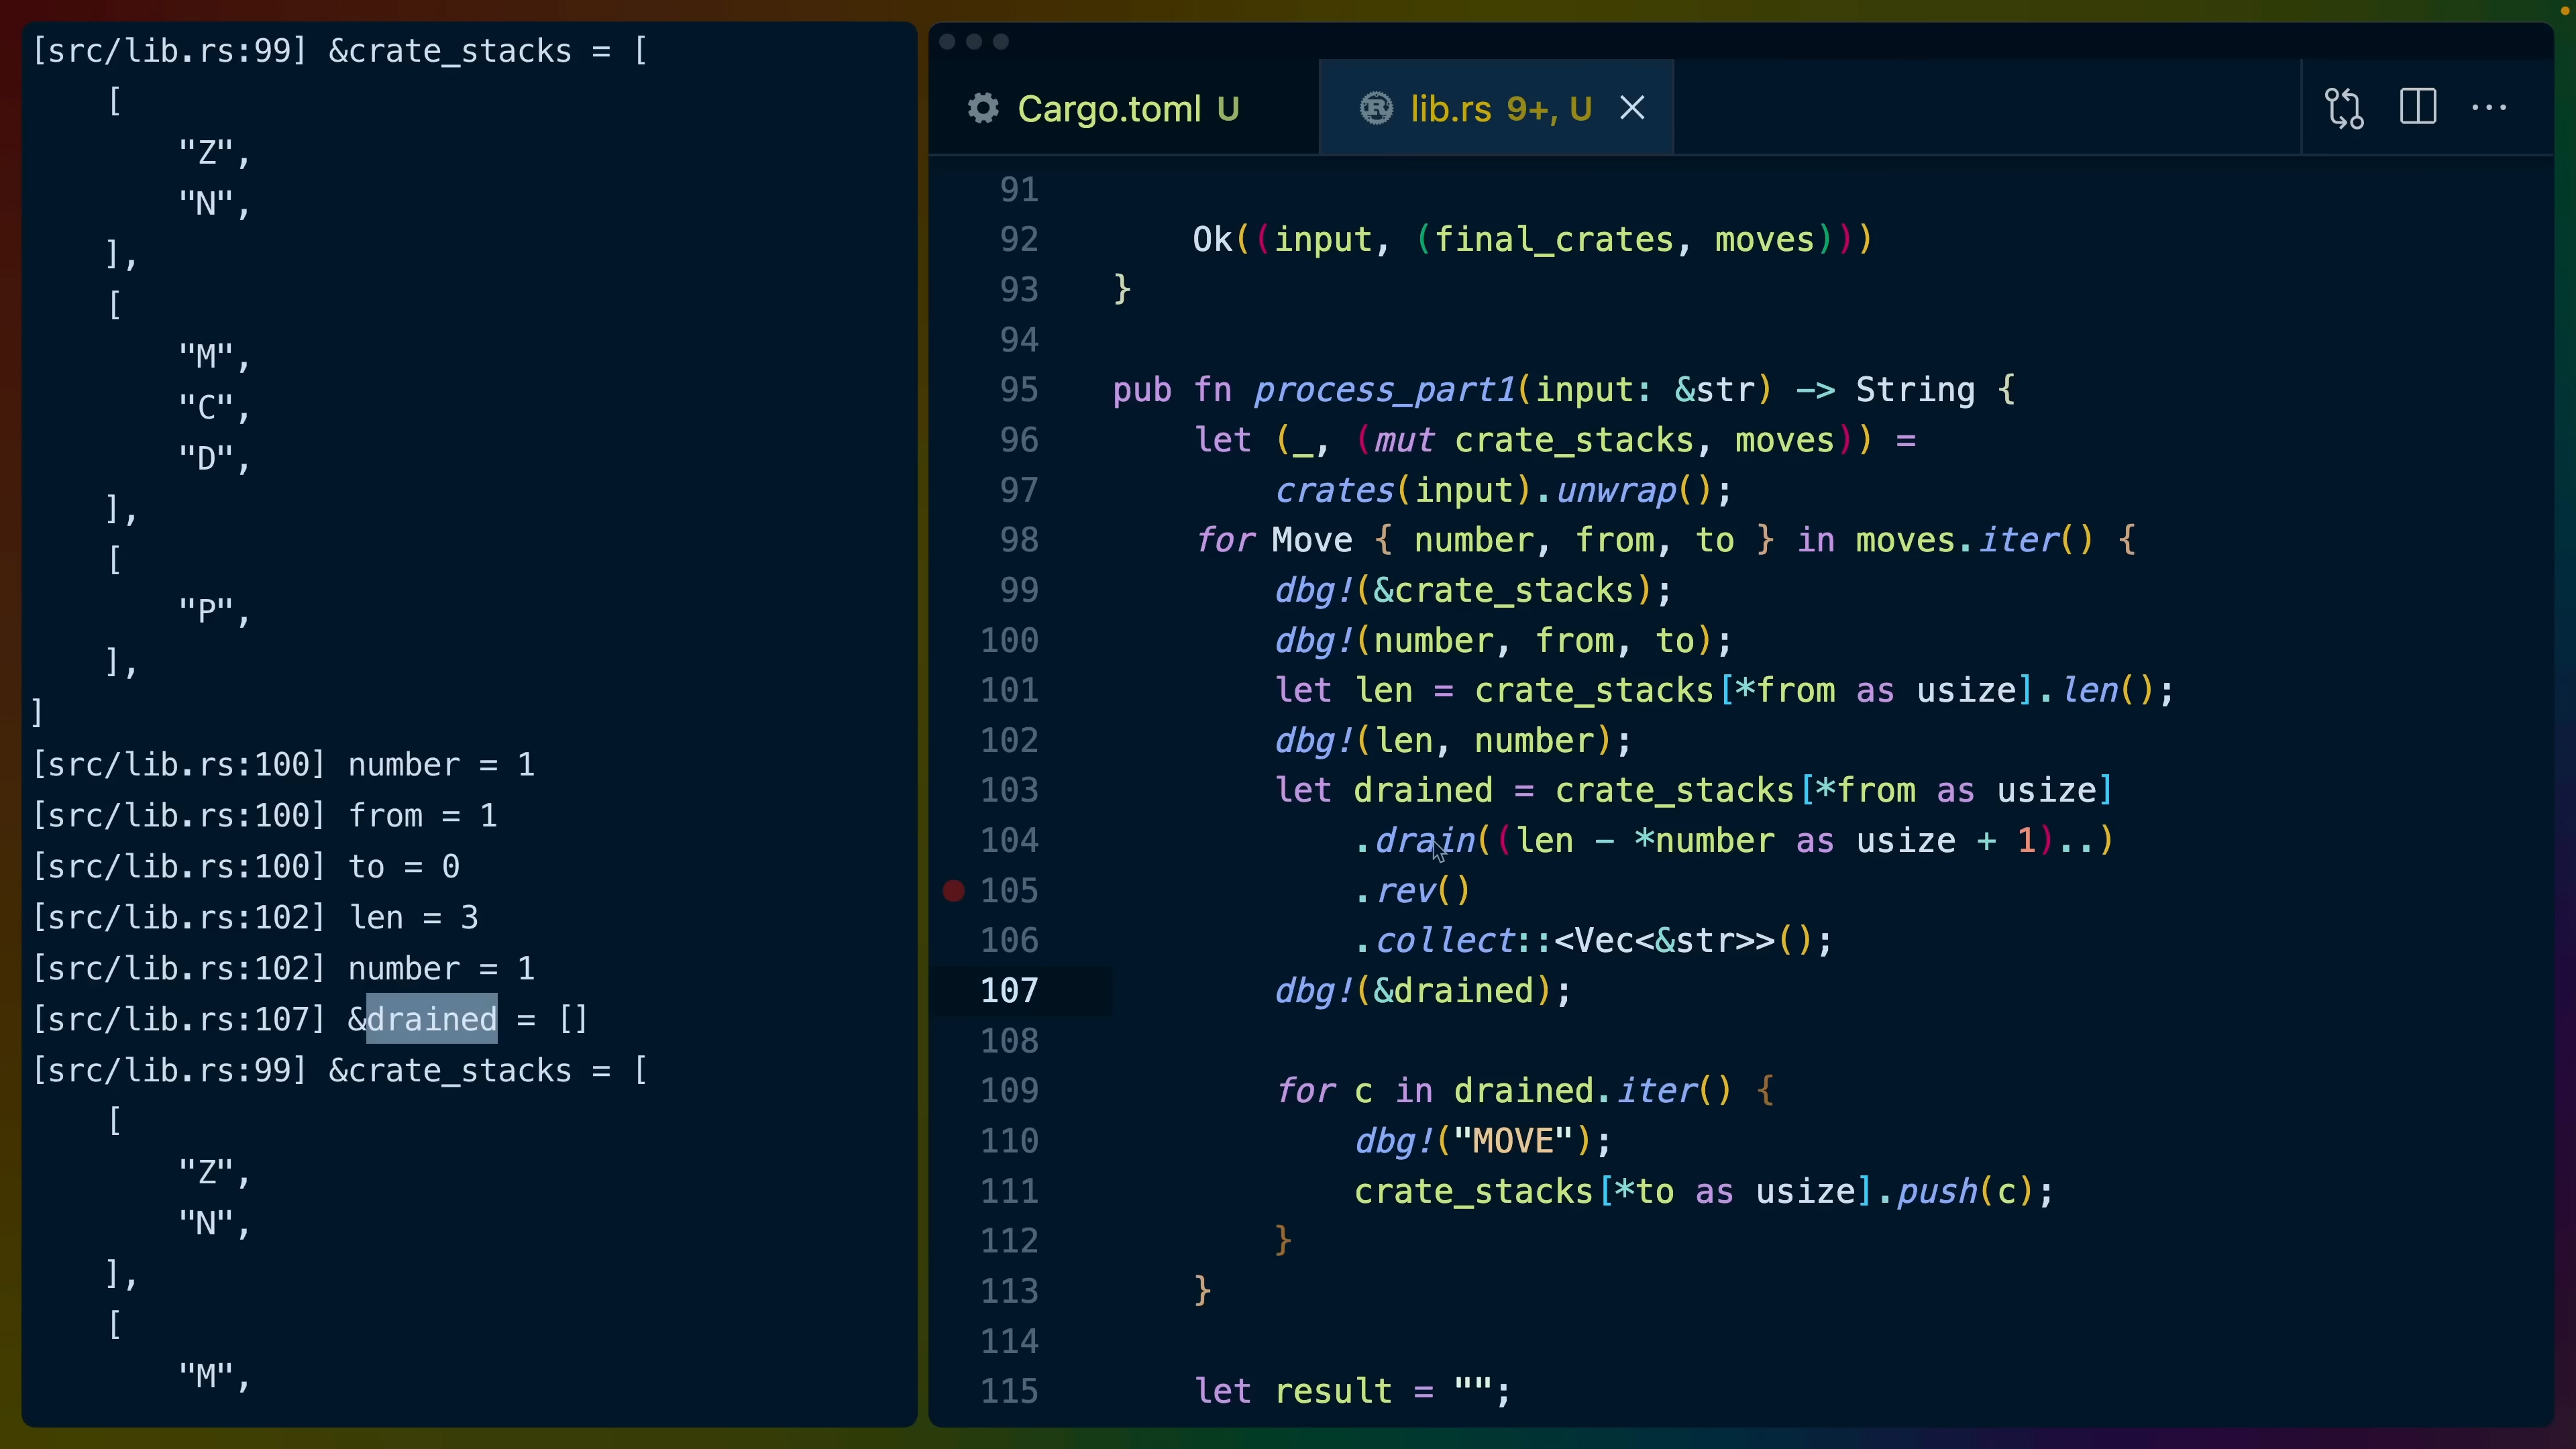 [src/lib.rs:99] &crate_stacks = [
    [
        "Z",
        "N",
    ],
    [
        "M",
        "C",
        "D",
    ],
    [
        "P",
    ],
]
[src/lib.rs:100] number = 1
[src/lib.rs:100] from = 1
[src/lib.rs:100] to = 0
[src/lib.rs:102] len = 3
[src/lib.rs:102] number = 1
[src/lib.rs:107] &drained = []
[src/lib.rs:99] &crate_stacks = [
    [
        "Z",
        "N",
    ],
    [
        "M",
Cargo.toml U
lib.rs 9+, U
91
92     Ok((input, (final_crates, moves)))
93 }
94
95 pub fn process_part1(input: &str) -> String {
96     let (_, (mut crate_stacks, moves)) =
97         crates(input).unwrap();
98     for Move { number, from, to } in moves.iter() {
99         dbg!(&crate_stacks);
100         dbg!(number, from, to);
101         let len = crate_stacks[*from as usize].len();
102         dbg!(len, number);
103         let drained = crate_stacks[*from as usize]
104             .drain((len - *number as usize + 1)..)
105             .rev()
106             .collect::<Vec<&str>>();
107         dbg!(&drained);
108
109         for c in drained.iter() {
110             dbg!("MOVE");
111             crate_stacks[*to as usize].push(c);
112         }
113     }
114
115     let result = "";